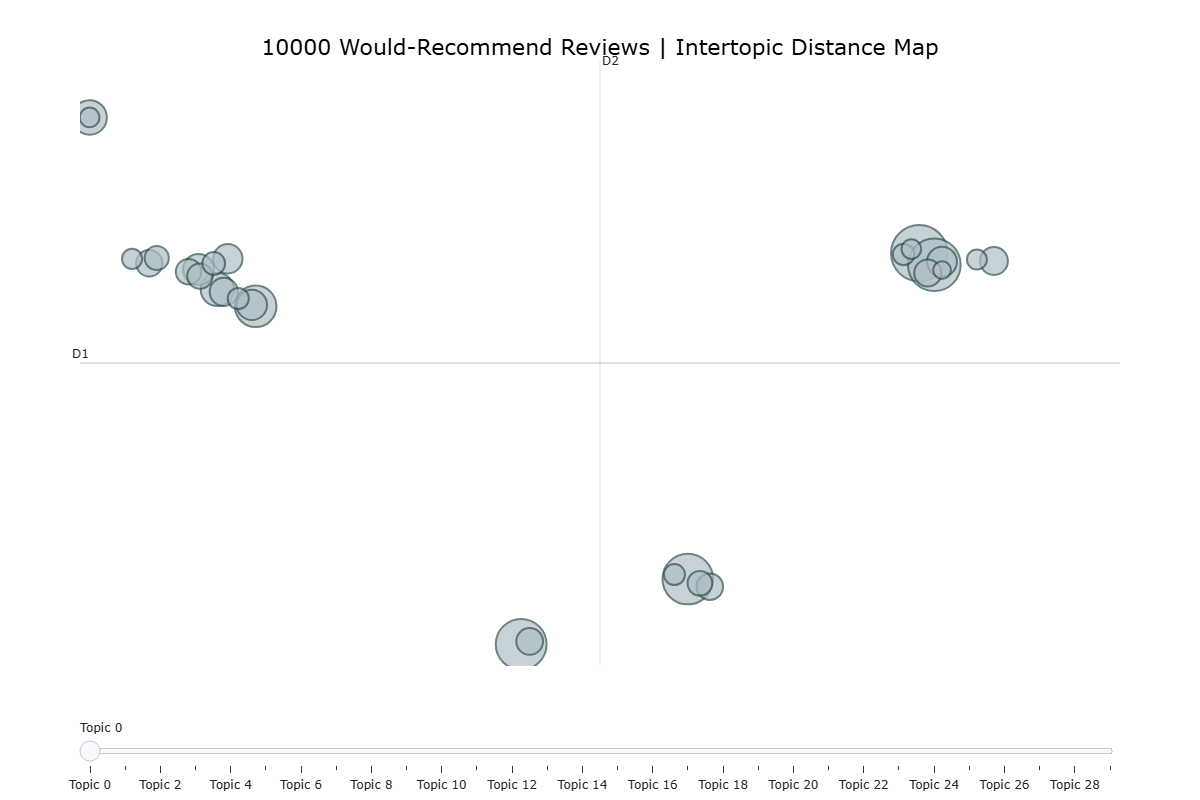 10000 Would-Recommend Reviews | Intertopic Distance Map
D2
D1
Topic 0
Topic 0 Topic 2 Topic 4 Topic 6 Topic 8 Topic 10 Topic 12 Topic 14 Topic 16 Topic 18 Topic 20 Topic 22 Topic 24 Topic 26 Topic 28